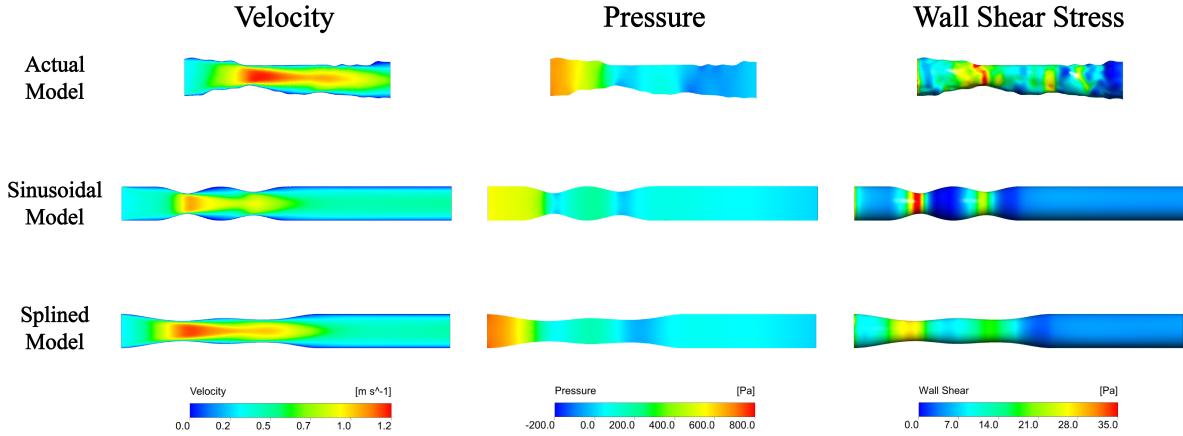 Velocity Pressure Wall Shear Stress
Actual
Model
Sinusoidal
Model
Splined
Model
Velocity [m s^-1]
0.0 0.2 0.5 0.7 1.0 1.2
Pressure [Pa]
-200.0 0.0 200.0 400.0 600.0 800.0
Wall Shear [Pa]
0.0 7.0 14.0 21.0 28.0 35.0